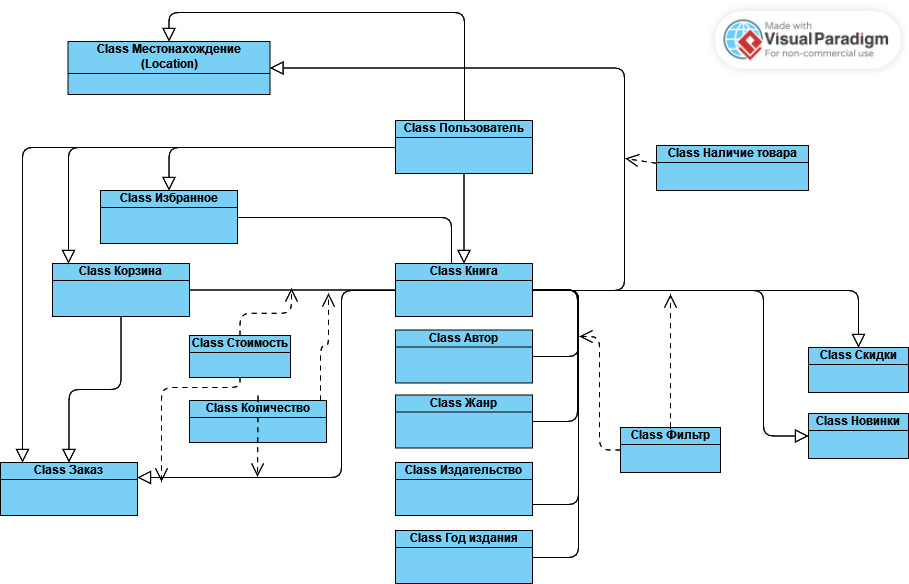 Made with
VisualParadigm
For non-commercial use
Class Местонахождение
(Location)
Class Пользователь
Class Наличие товара
Class Избранное
Class Корзина
Class Книга
Class Стоимость
Class Автор
Class Скидки
Class Количество
Class Жанр
Class Новинки
Class Фильтр
Class Заказ
Class Издательство
Class Год издания